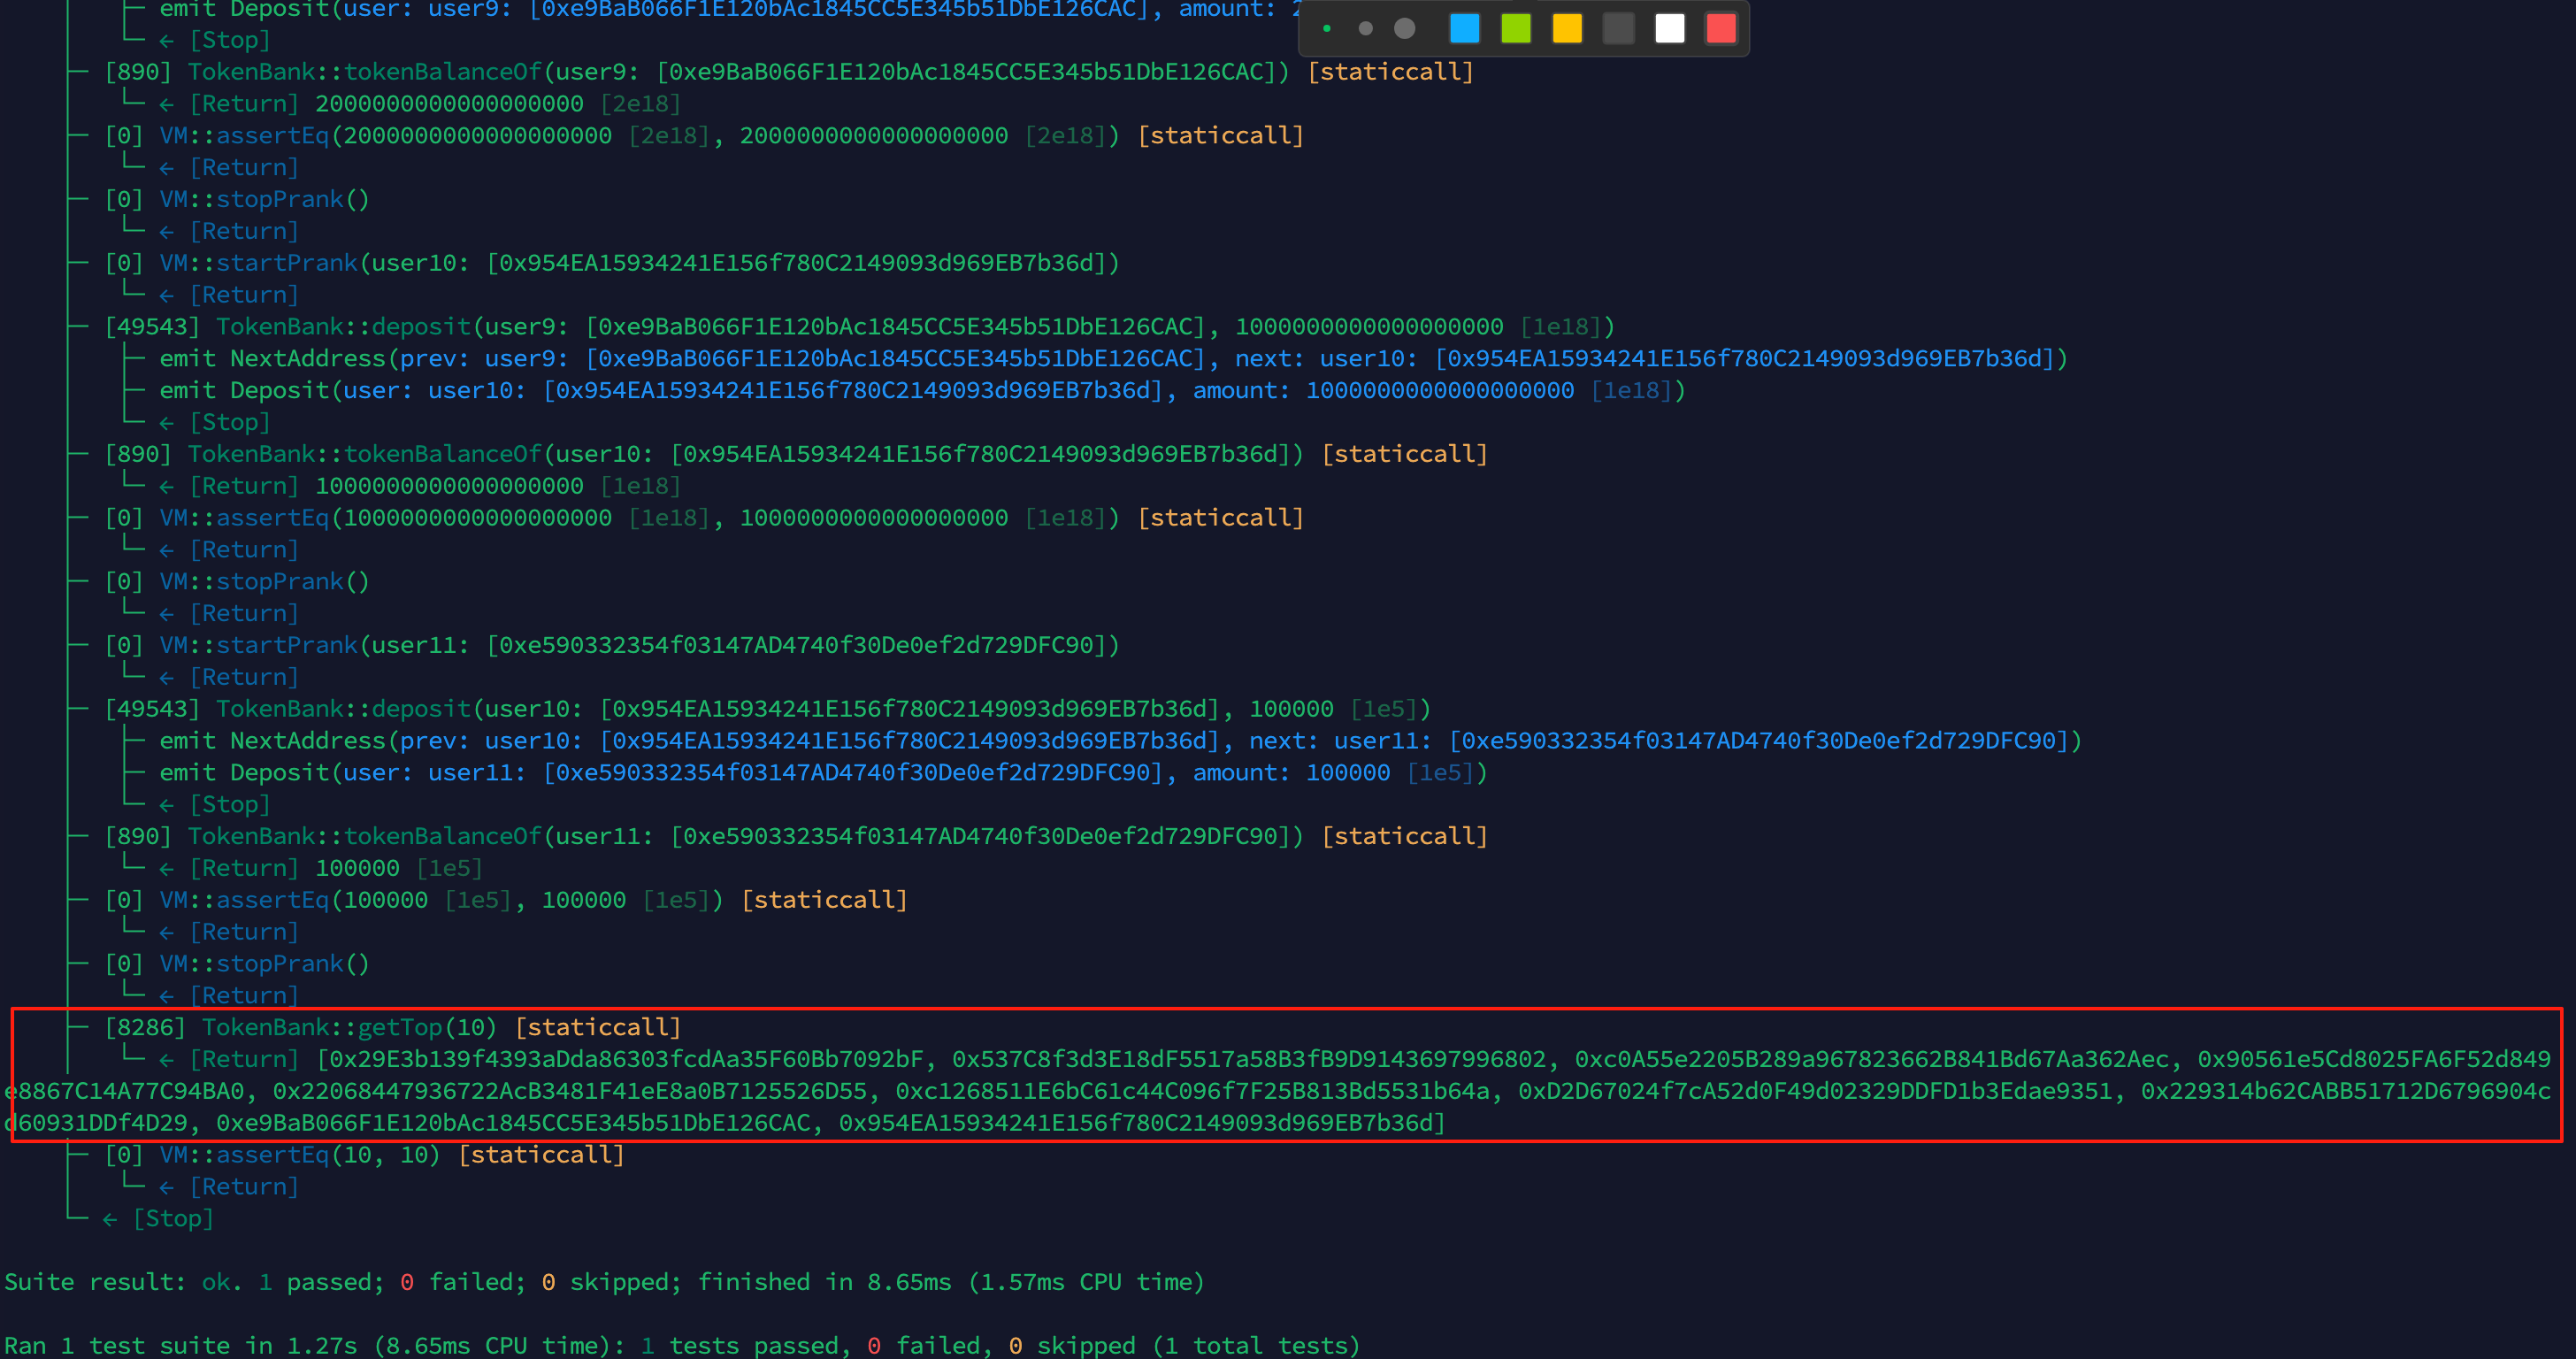 emit Deposit(user: user9: [0xe9BaB066F1E120bAc1845CC5E345b51DbE126CAC], amount: 2
← [Stop]
[890] TokenBank::tokenBalanceOf(user9: [0xe9BaB066F1E120bAc1845CC5E345b51DbE126CAC]) [staticcall]
← [Return] 2000000000000000000 [2e18]
[0] VM::assertEq(2000000000000000000 [2e18], 2000000000000000000 [2e18]) [staticcall]
← [Return]
[0] VM::stopPrank()
← [Return]
[0] VM::startPrank(user10: [0x954EA15934241E156f780C2149093d969EB7b36d])
← [Return]
[49543] TokenBank::deposit(user9: [0xe9BaB066F1E120bAc1845CC5E345b51DbE126CAC], 1000000000000000000 [1e18])
emit NextAddress(prev: user9: [0xe9BaB066F1E120bAc1845CC5E345b51DbE126CAC], next: user10: [0x954EA15934241E156f780C2149093d969EB7b36d])
emit Deposit(user: user10: [0x954EA15934241E156f780C2149093d969EB7b36d], amount: 1000000000000000000 [1e18])
← [Stop]
[890] TokenBank::tokenBalanceOf(user10: [0x954EA15934241E156f780C2149093d969EB7b36d]) [staticcall]
← [Return] 1000000000000000000 [1e18]
[0] VM::assertEq(1000000000000000000 [1e18], 1000000000000000000 [1e18]) [staticcall]
← [Return]
[0] VM::stopPrank()
← [Return]
[0] VM::startPrank(user11: [0xe590332354f03147AD4740f30De0ef2d729DFC90])
← [Return]
[49543] TokenBank::deposit(user10: [0x954EA15934241E156f780C2149093d969EB7b36d], 100000 [1e5])
emit NextAddress(prev: user10: [0x954EA15934241E156f780C2149093d969EB7b36d], next: user11: [0xe590332354f03147AD4740f30De0ef2d729DFC90])
emit Deposit(user: user11: [0xe590332354f03147AD4740f30De0ef2d729DFC90], amount: 100000 [1e5])
← [Stop]
[890] TokenBank::tokenBalanceOf(user11: [0xe590332354f03147AD4740f30De0ef2d729DFC90]) [staticcall]
← [Return] 100000 [1e5]
[0] VM::assertEq(100000 [1e5], 100000 [1e5]) [staticcall]
← [Return]
[0] VM::stopPrank()
← [Return]
[8286] TokenBank::getTop(10) [staticcall]
← [Return] [0x29E3b139f4393aDda86303fcdAa35F60Bb7092bF, 0x537C8f3d3E18dF5517a58B3fB9D9143697996802, 0xc0A55e2205B289a967823662B841Bd67Aa362Aec, 0x90561e5Cd8025FA6F52d849
e8867C14A77C94BA0, 0x22068447936722AcB3481F41eE8a0B7125526D55, 0xc1268511E6bC61c44C096f7F25B813Bd5531b64a, 0xD2D67024f7cA52d0F49d02329DDFD1b3Edae9351, 0x229314b62CABB51712D6796904c
d60931DDf4D29, 0xe9BaB066F1E120bAc1845CC5E345b51DbE126CAC, 0x954EA15934241E156f780C2149093d969EB7b36d]
[0] VM::assertEq(10, 10) [staticcall]
← [Return]
← [Stop]
Suite result: ok. 1 passed; 0 failed; 0 skipped; finished in 8.65ms (1.57ms CPU time)
Ran 1 test suite in 1.27s (8.65ms CPU time): 1 tests passed, 0 failed, 0 skipped (1 total tests)